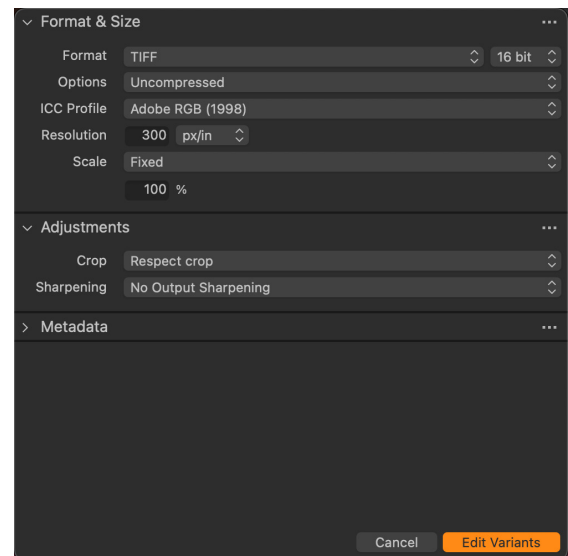 Format & Size
Format TIFF 16 bit
Options Uncompressed
ICC Profile Adobe RGB (1998)
Resolution 300 px/in
Scale Fixed
100 %
Adjustments
Crop Respect crop
Sharpening No Output Sharpening
Metadata
Cancel Edit Variants